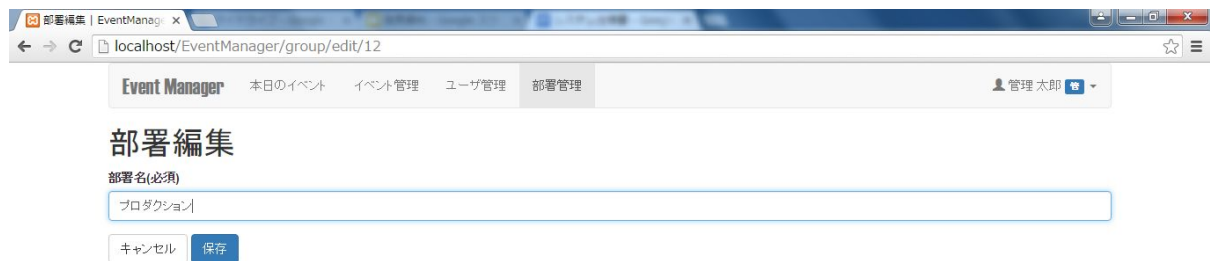 部署編集 | EventManage
localhost/EventManager/group/edit/12
Event Manager 本日のイベント イベント管理 ユーザ管理 部署管理 管理 太郎 管
部署編集
部署名(必須)
プロダクション
キャンセル 保存